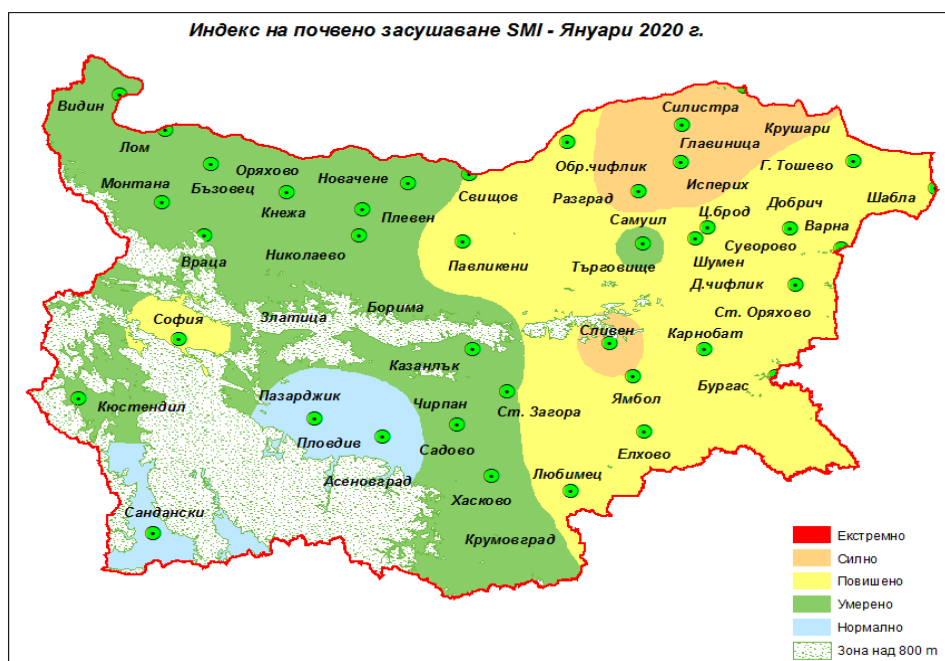 Индекс на почвено засушаване SMI - Януари 2020 г.
Видин
Силистра
Крушари
Лом
Главиница
Обр.чифлик
Г. Тошево
Оряхово
Новачене
Монтана
Бъзовец
Исперих
Свищов
Разград
Добрич
Шабла
Кнежа
Плевен
Самуил
Ц.брод
Варна
Враца
Николаево
Суворово
Павликени
Търговище
Шумен
Д.чифлик
Борима
Златица
Ст. Оряхово
София
Сливен
Карнобат
Казанлък
Бургас
Пазарджик
Ямбол
Кюстендил
Чирпан
Ст. Загора
Пловдив
Садово
Елхово
Асеновград
Любимец
Хасково
Сандански
Крумовград
Екстремно
Силно
Повишено
Умерено
Нормално
Зона над 800 m